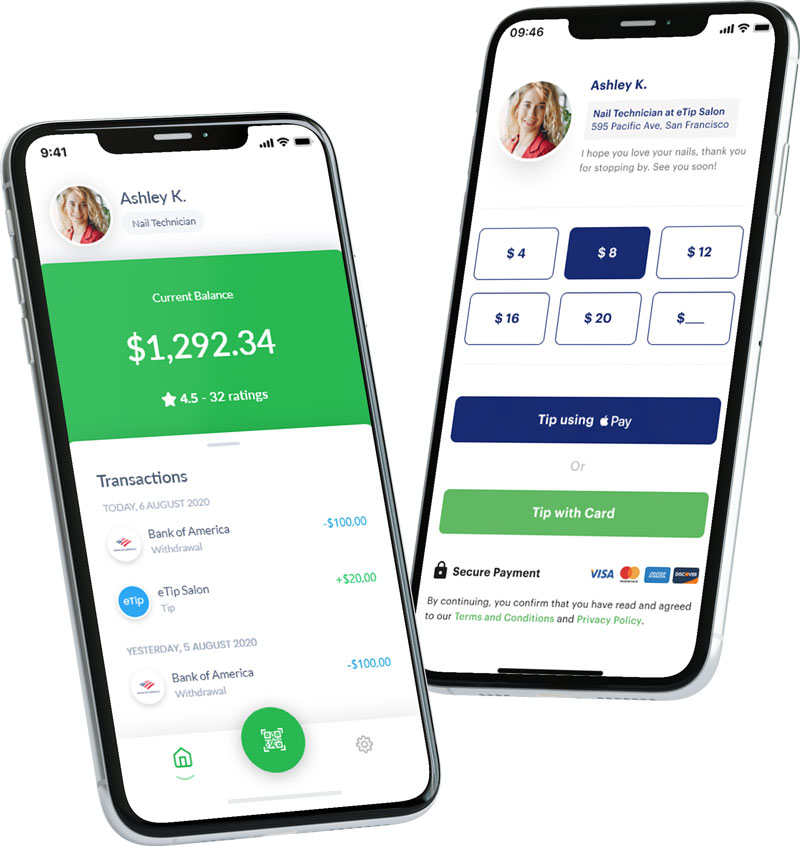 9:41
Ashley K.
Nail Technician
Current Balance
$1,292.34
4.5 - 32 ratings
Transactions
TODAY, 6 AUGUST 2020
Bank of America
-$100,00
Withdrawal
eTip
eTip Salon
+$20,00
Tip
YESTERDAY, 5 AUGUST 2020
Bank of America
-$100,00
Withdrawal
09:46
Ashley K.
Nail Technician at eTip Salon
595 Pacific Ave, San Francisco
I hope you love your nails, thank you
for stopping by. See you soon!
$ 4
$ 8
$ 12
$ 16
$ 20
$__
Tip using Pay
Or
Tip with Card
Secure Payment
VISA
DISCOVER
By continuing, you confirm that you have read and agreed
to our Terms and Conditions and Privacy Policy.